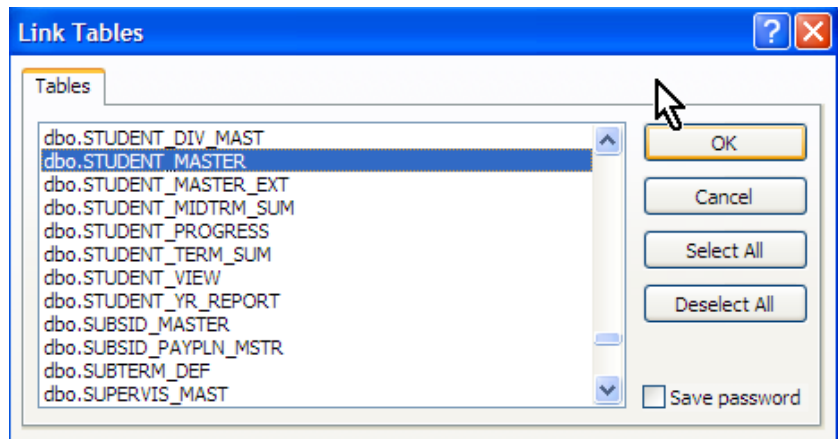 Link Tables
Tables
dbo.STUDENT_DIV_MAST
dbo.STUDENT_MASTER
dbo.STUDENT_MASTER_EXT
dbo.STUDENT_MIDTRM_SUM
dbo.STUDENT_PROGRESS
dbo.STUDENT_TERM_SUM
dbo.STUDENT_VIEW
dbo.STUDENT_YR_REPORT
dbo.SUBSID_MASTER
dbo.SUBSID_PAYPLN_MSTR
dbo.SUBTERM_DEF
dbo.SUPERVIS_MAST
OK
Cancel
Select All
Deselect All
Save password